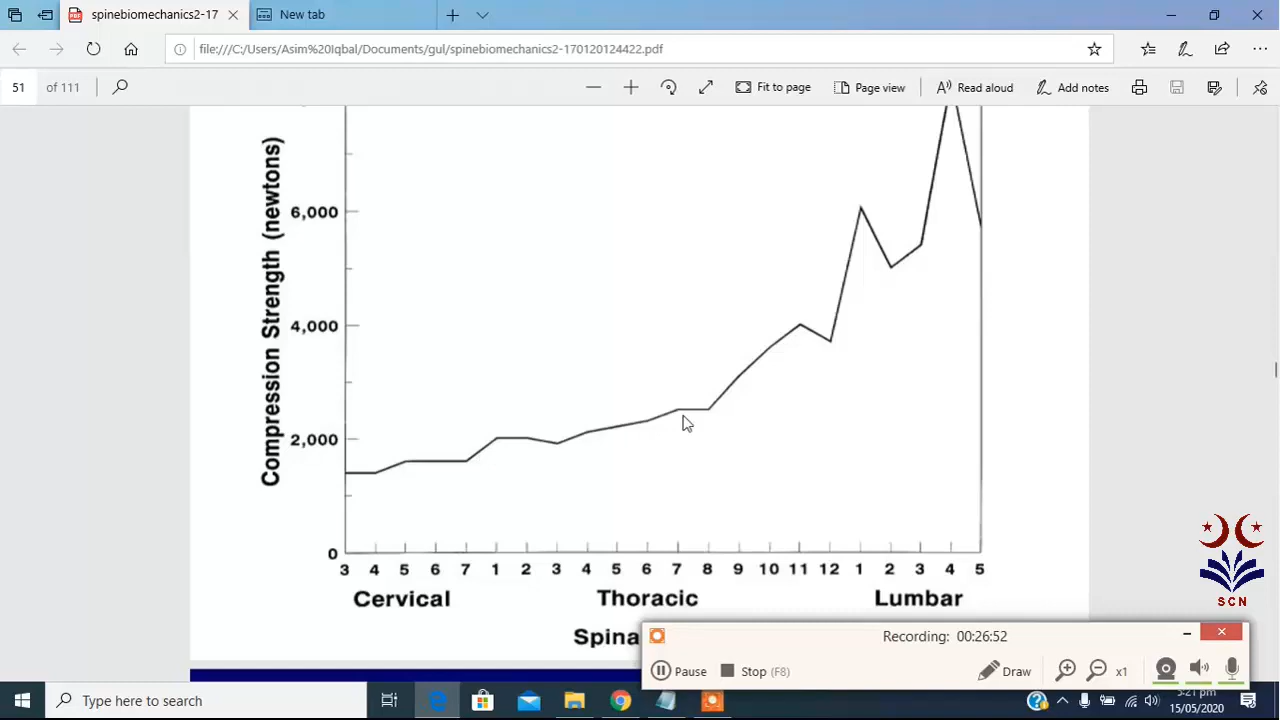 spinebiomechanics2-17
New tab
file:///C:/Users/Asim%20Iqbal/Documents/gul/spinebiomechanics2-170120124422.pdf
51 of 111
Fit to page
Page view
Read aloud
Add notes
Compression Strength (newtons)
6,000
4,000
2,000
0
3 4 5 6 7 1 2 3 4 5 6 7 8 9 10 11 12 1 2 3 4 5
Cervical Thoracic Lumbar
Spina
Recording: 00:26:52
Pause
Stop (F8)
Draw
x1
SCN
Type here to search
5:21 pm
15/05/2020